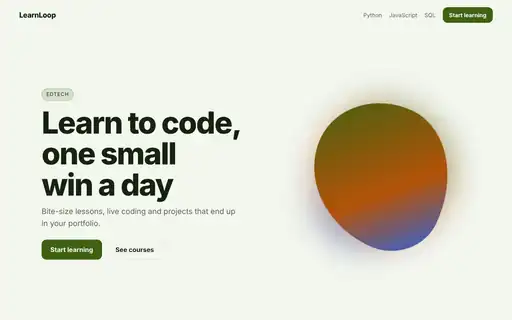 LearnLoop
Python JavaScript SQL Start learning
EDTECH
Learn to code,
one small
win a day
Bite-size lessons, live coding and projects that end up
in your portfolio.
Start learning See courses